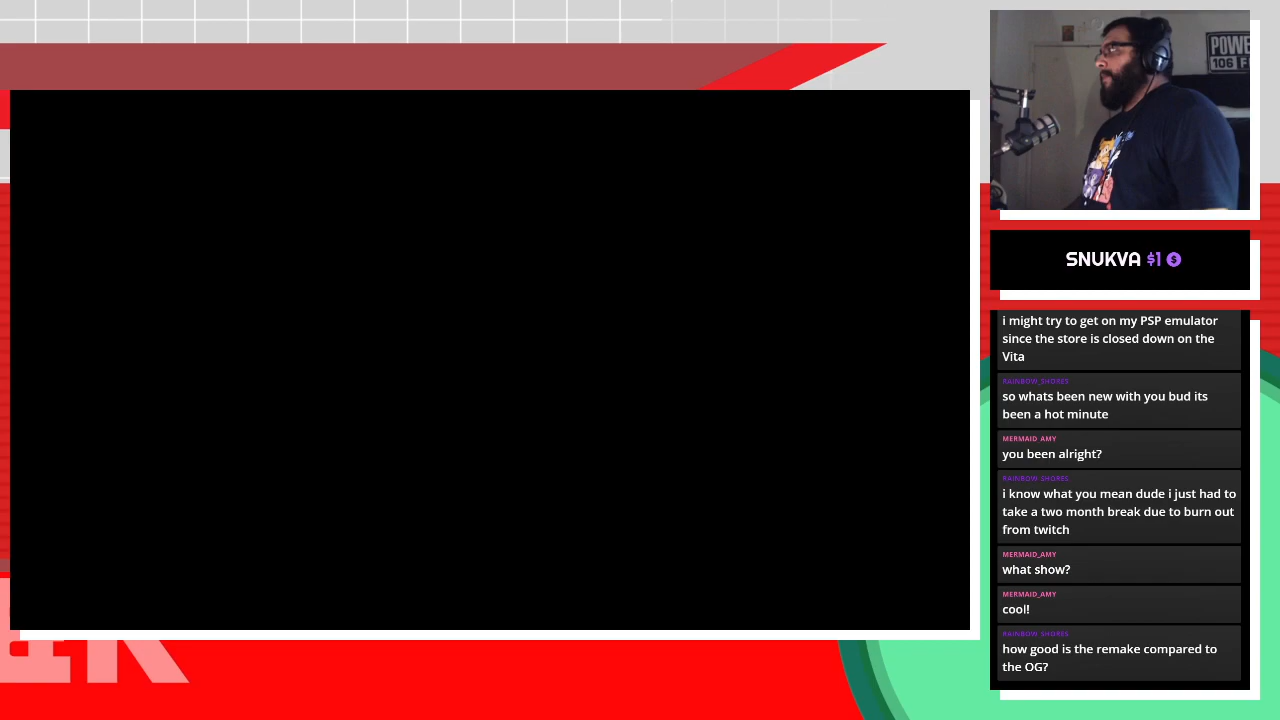 POWE
106 F
SNUKVA $1
i might try to get on my PSP emulator
since the store is closed down on the
Vita
RAINBOW_SHORES
so whats been new with you bud its
been a hot minute
MERMAID_AMY
you been alright?
RAINBOW_SHORES
i know what you mean dude i just had to
take a two month break due to burn out
from twitch
MERMAID_AMY
what show?
MERMAID_AMY
cool!
RAINBOW_SHORES
how good is the remake compared to
the OG?